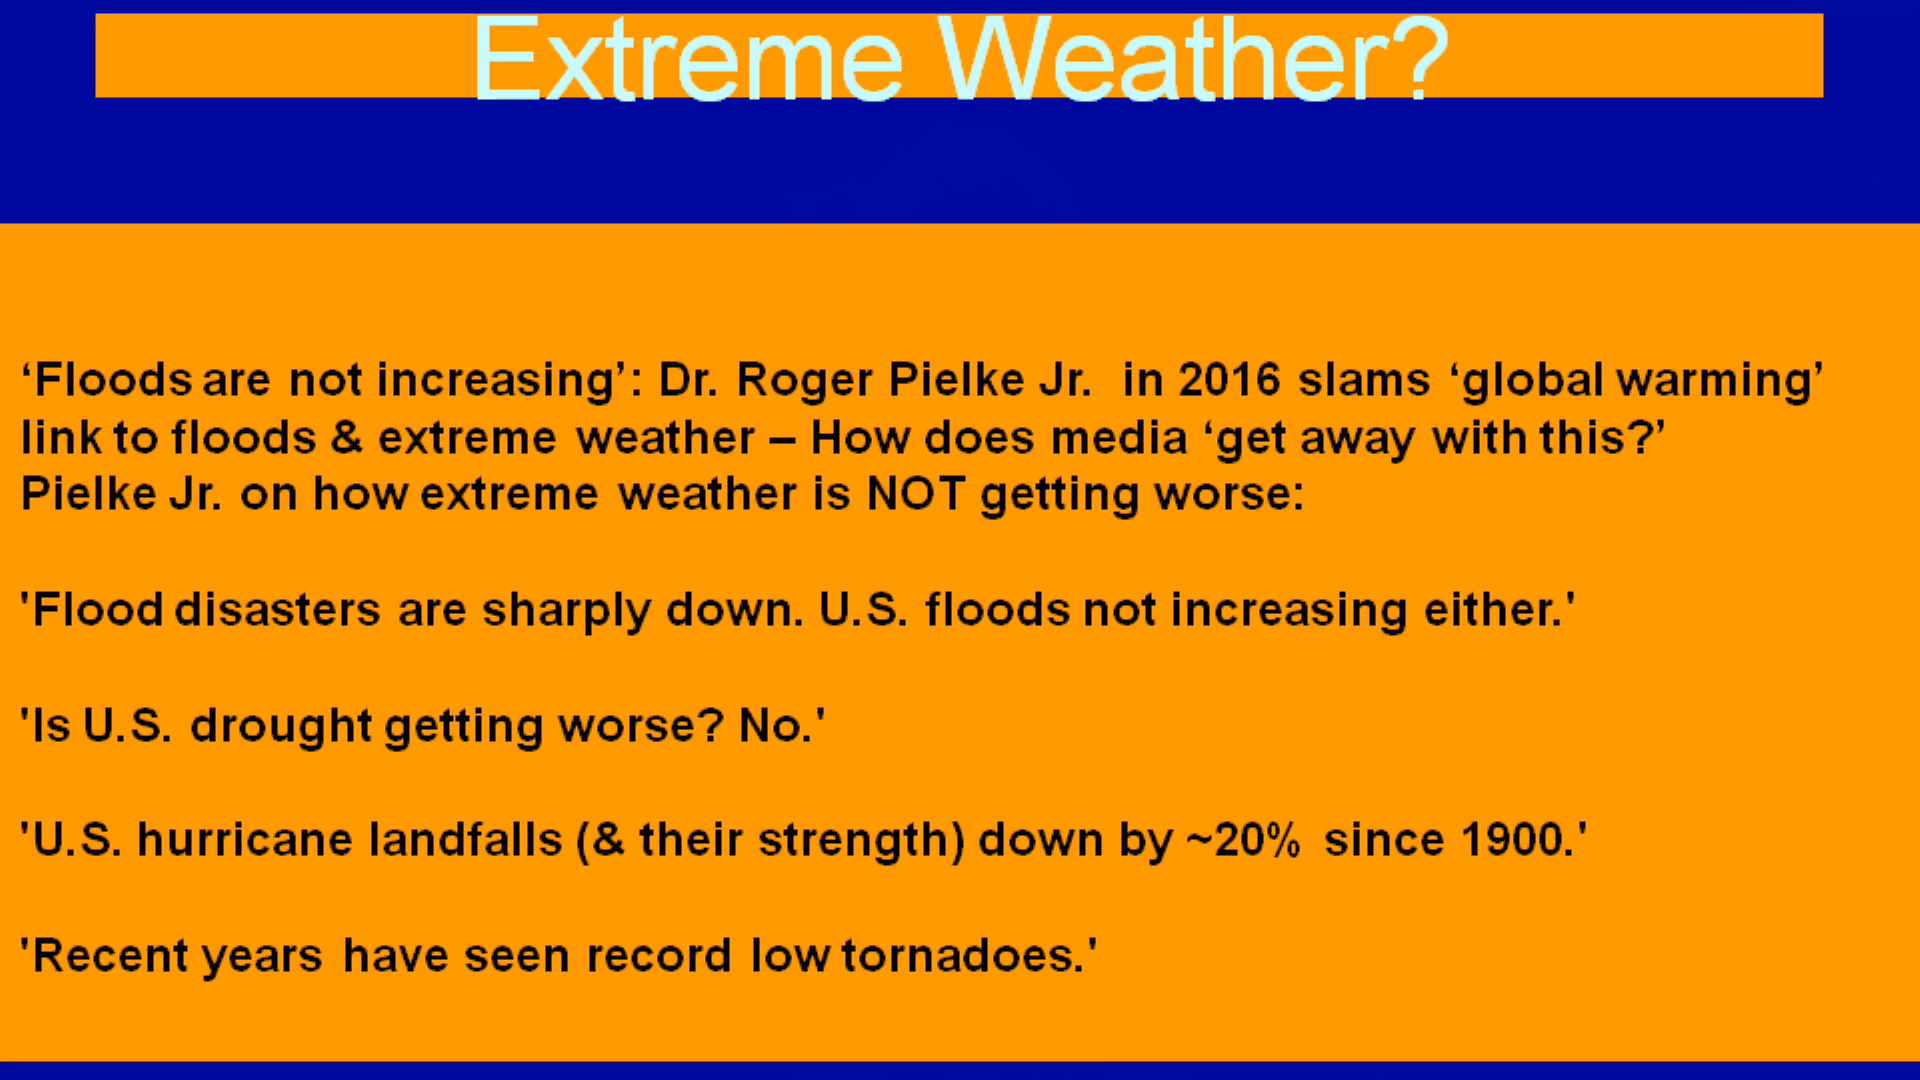 Extreme Weather?
‘Floods are not increasing’: Dr. Roger Pielke Jr. in 2016 slams ‘global warming’
link to floods & extreme weather – How does media ‘get away with this?’
Pielke Jr. on how extreme weather is NOT getting worse:
'Flood disasters are sharply down. U.S. floods not increasing either.'
'Is U.S. drought getting worse? No.'
'U.S. hurricane landfalls (& their strength) down by ~20% since 1900.'
'Recent years have seen record low tornadoes.'